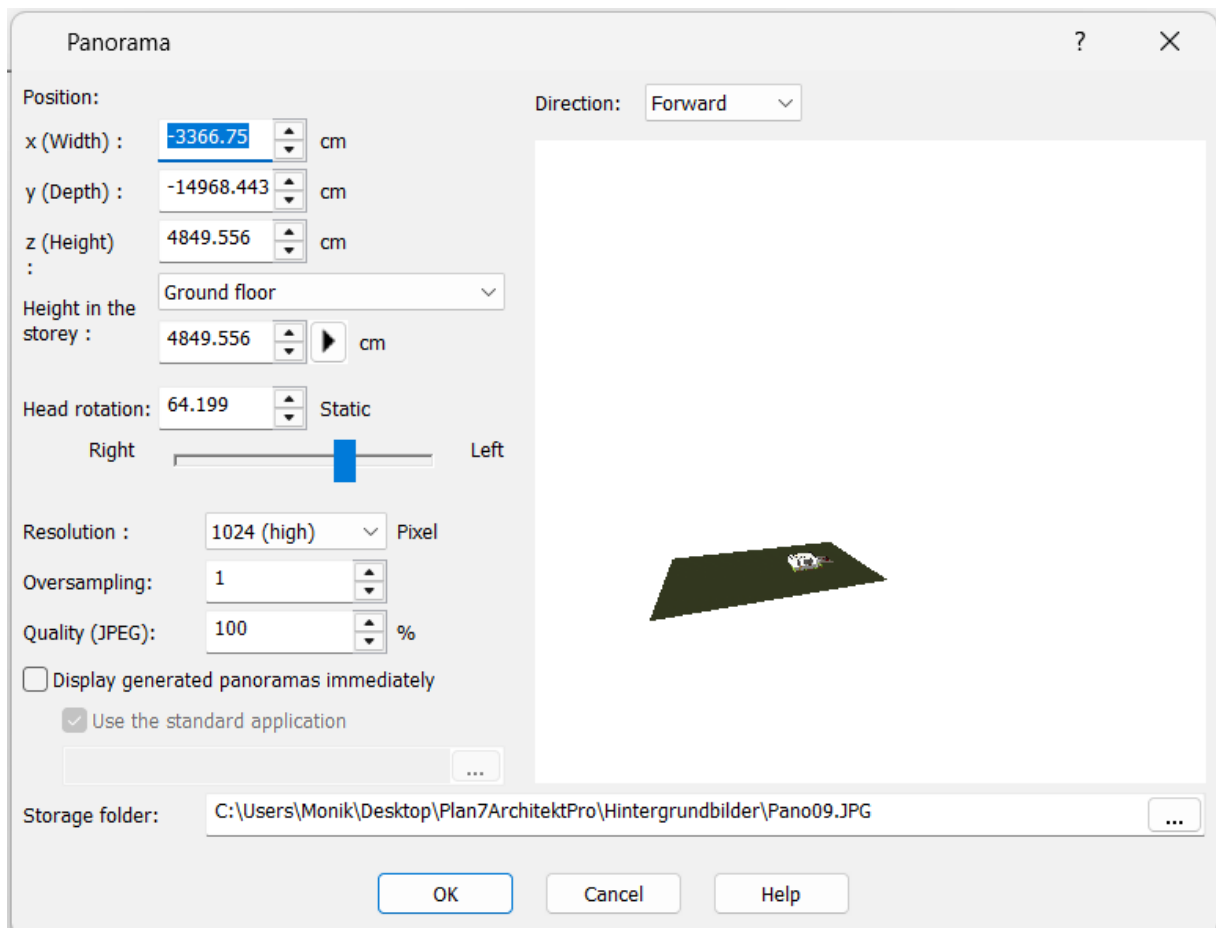 Panorama ?
Position:
Direction: Forward
x (Width) : -3366.75 cm
y (Depth) : -14968.443 cm
z (Height)
: 4849.556 cm
Ground floor
Height in the
storey : 4849.556 cm
Head rotation: 64.199 Static
Right Left
Resolution : 1024 (high) Pixel
Oversampling: 1
Quality (JPEG): 100 %
Display generated panoramas immediately
Use the standard application
...
Storage folder: C:\Users\Monik\Desktop\Plan7ArchitektPro\Hintergrundbilder\Pano09.JPG ...
OK Cancel Help